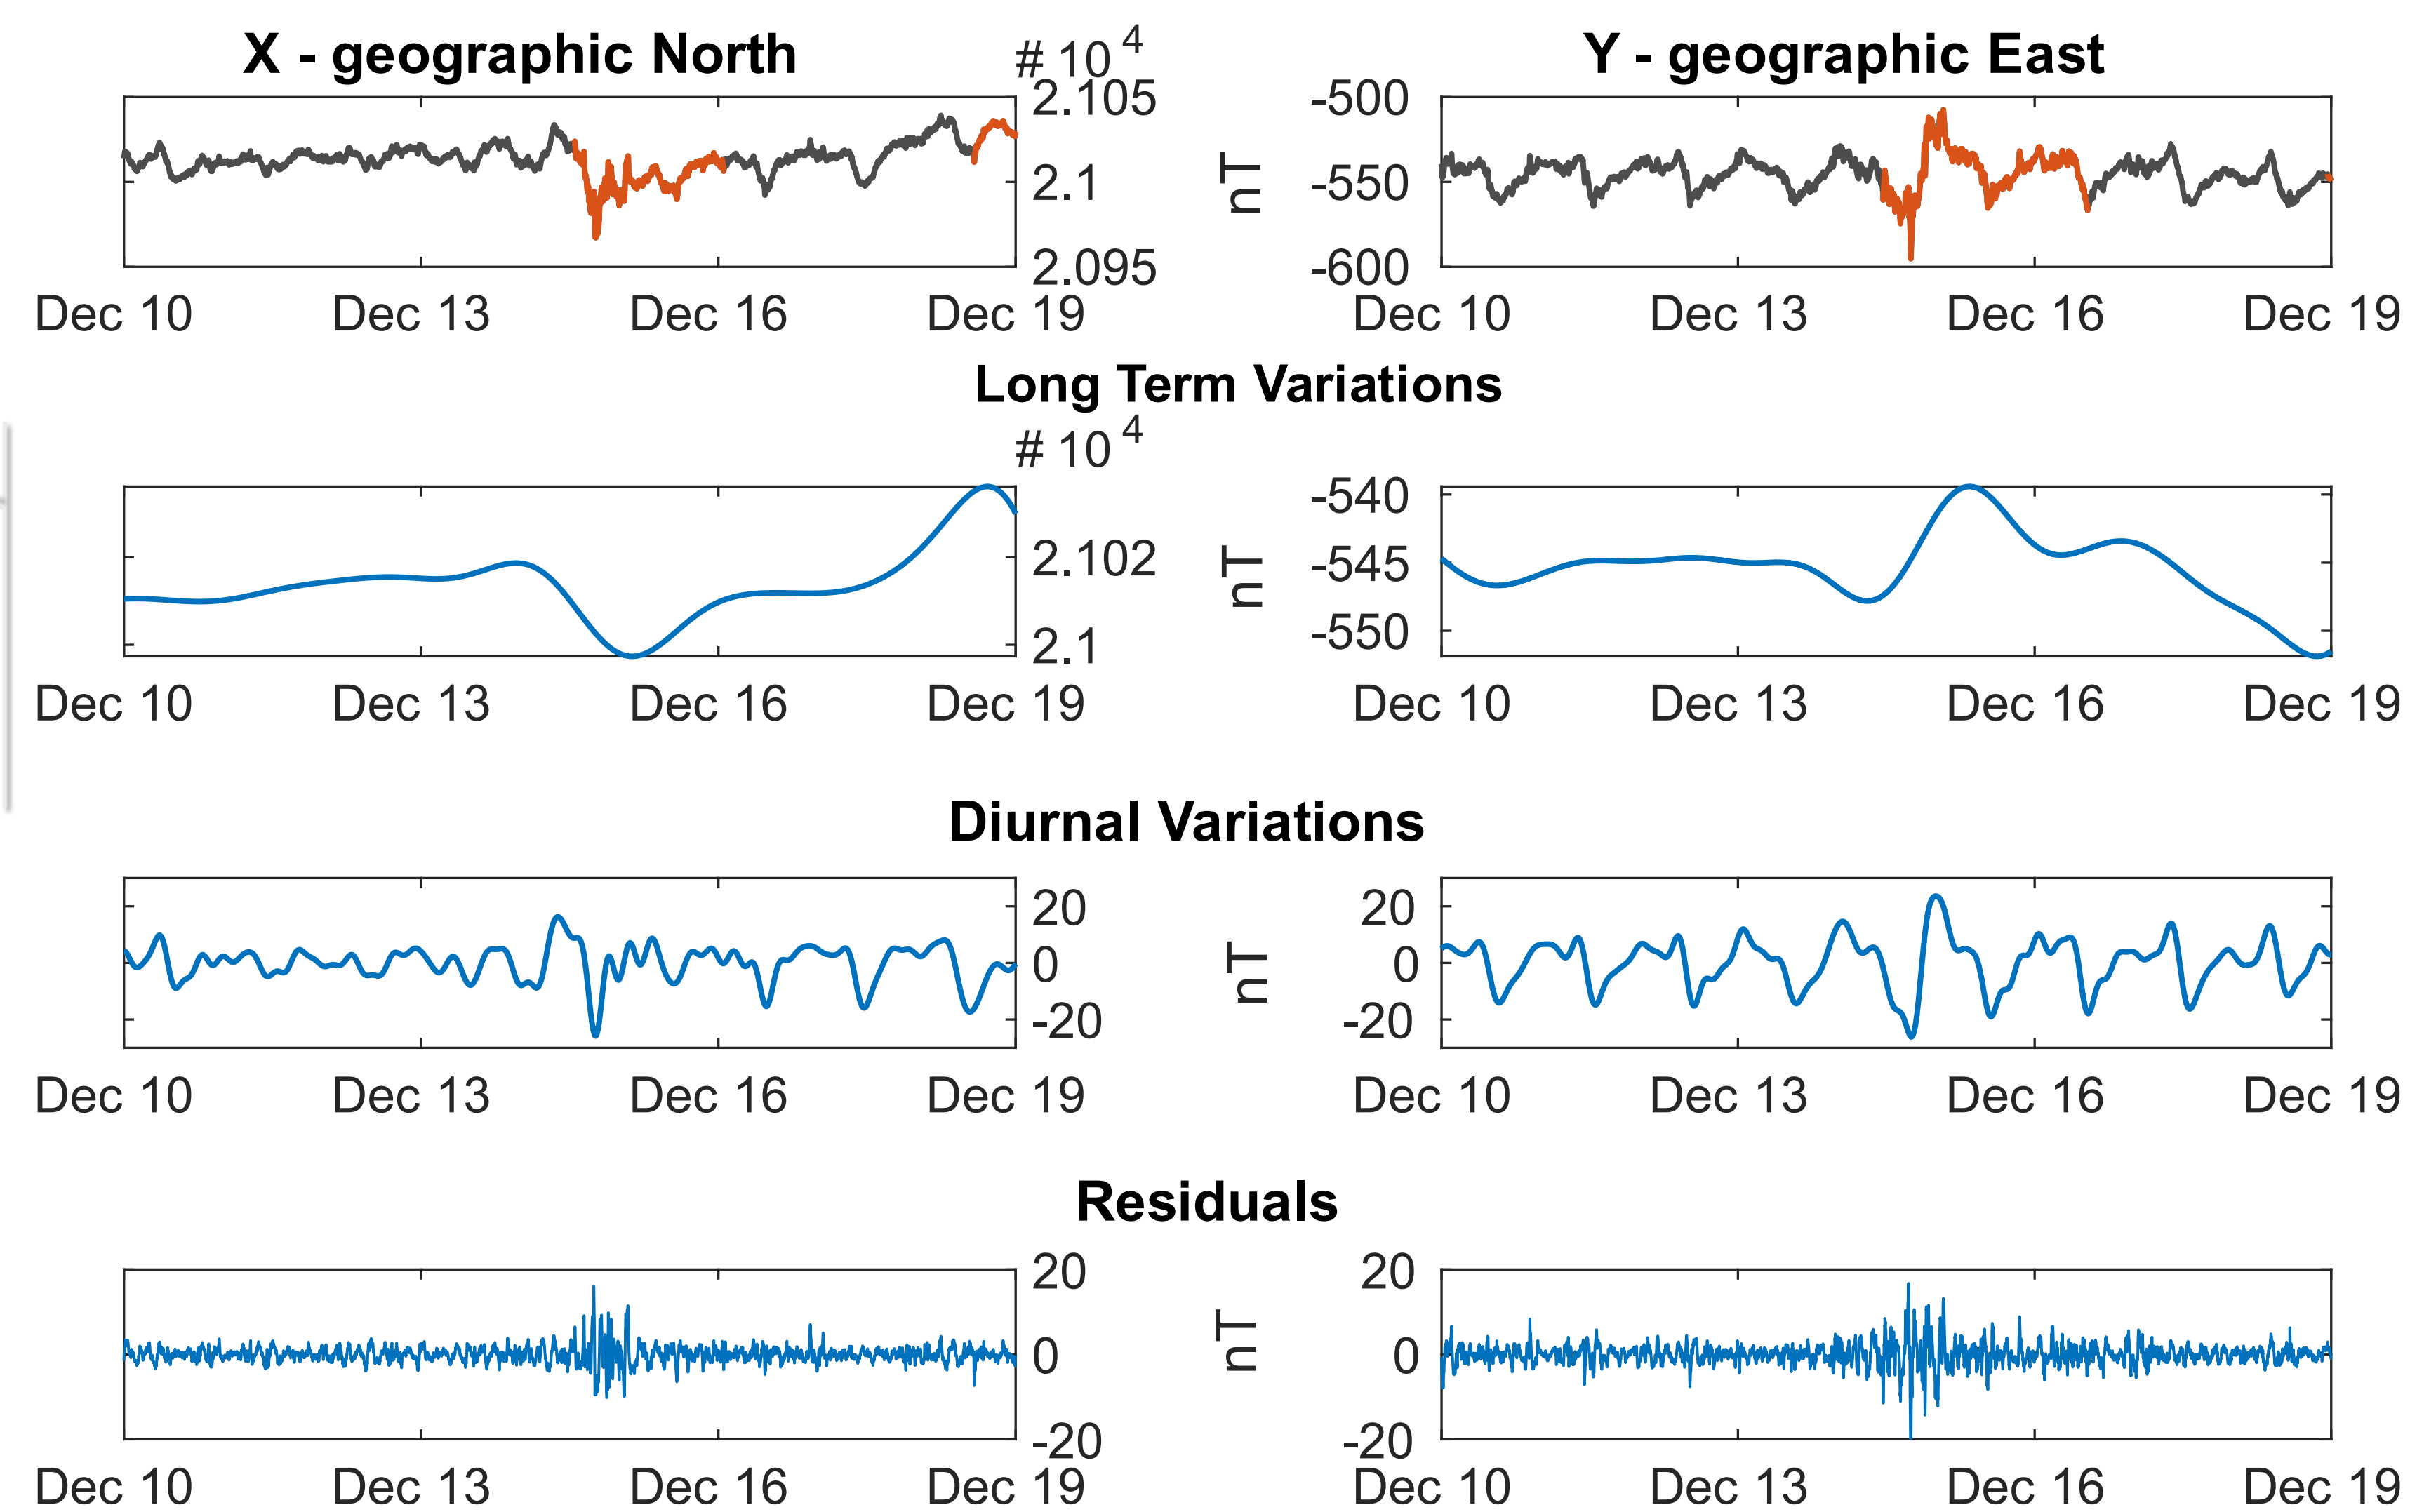 X - geographic North
# 10 4
Y - geographic East
2.105
2.1
2.095
nT
-500
-550
-600
Dec 10 Dec 13 Dec 16 Dec 19
Dec 10 Dec 13 Dec 16 Dec 19
Long Term Variations
# 10 4
2.102
2.1
nT
-540
-545
-550
Dec 10 Dec 13 Dec 16 Dec 19
Dec 10 Dec 13 Dec 16 Dec 19
Diurnal Variations
20
0
-20
nT
20
0
-20
Dec 10 Dec 13 Dec 16 Dec 19
Dec 10 Dec 13 Dec 16 Dec 19
Residuals
20
0
-20
nT
20
0
-20
Dec 10 Dec 13 Dec 16 Dec 19
Dec 10 Dec 13 Dec 16 Dec 19